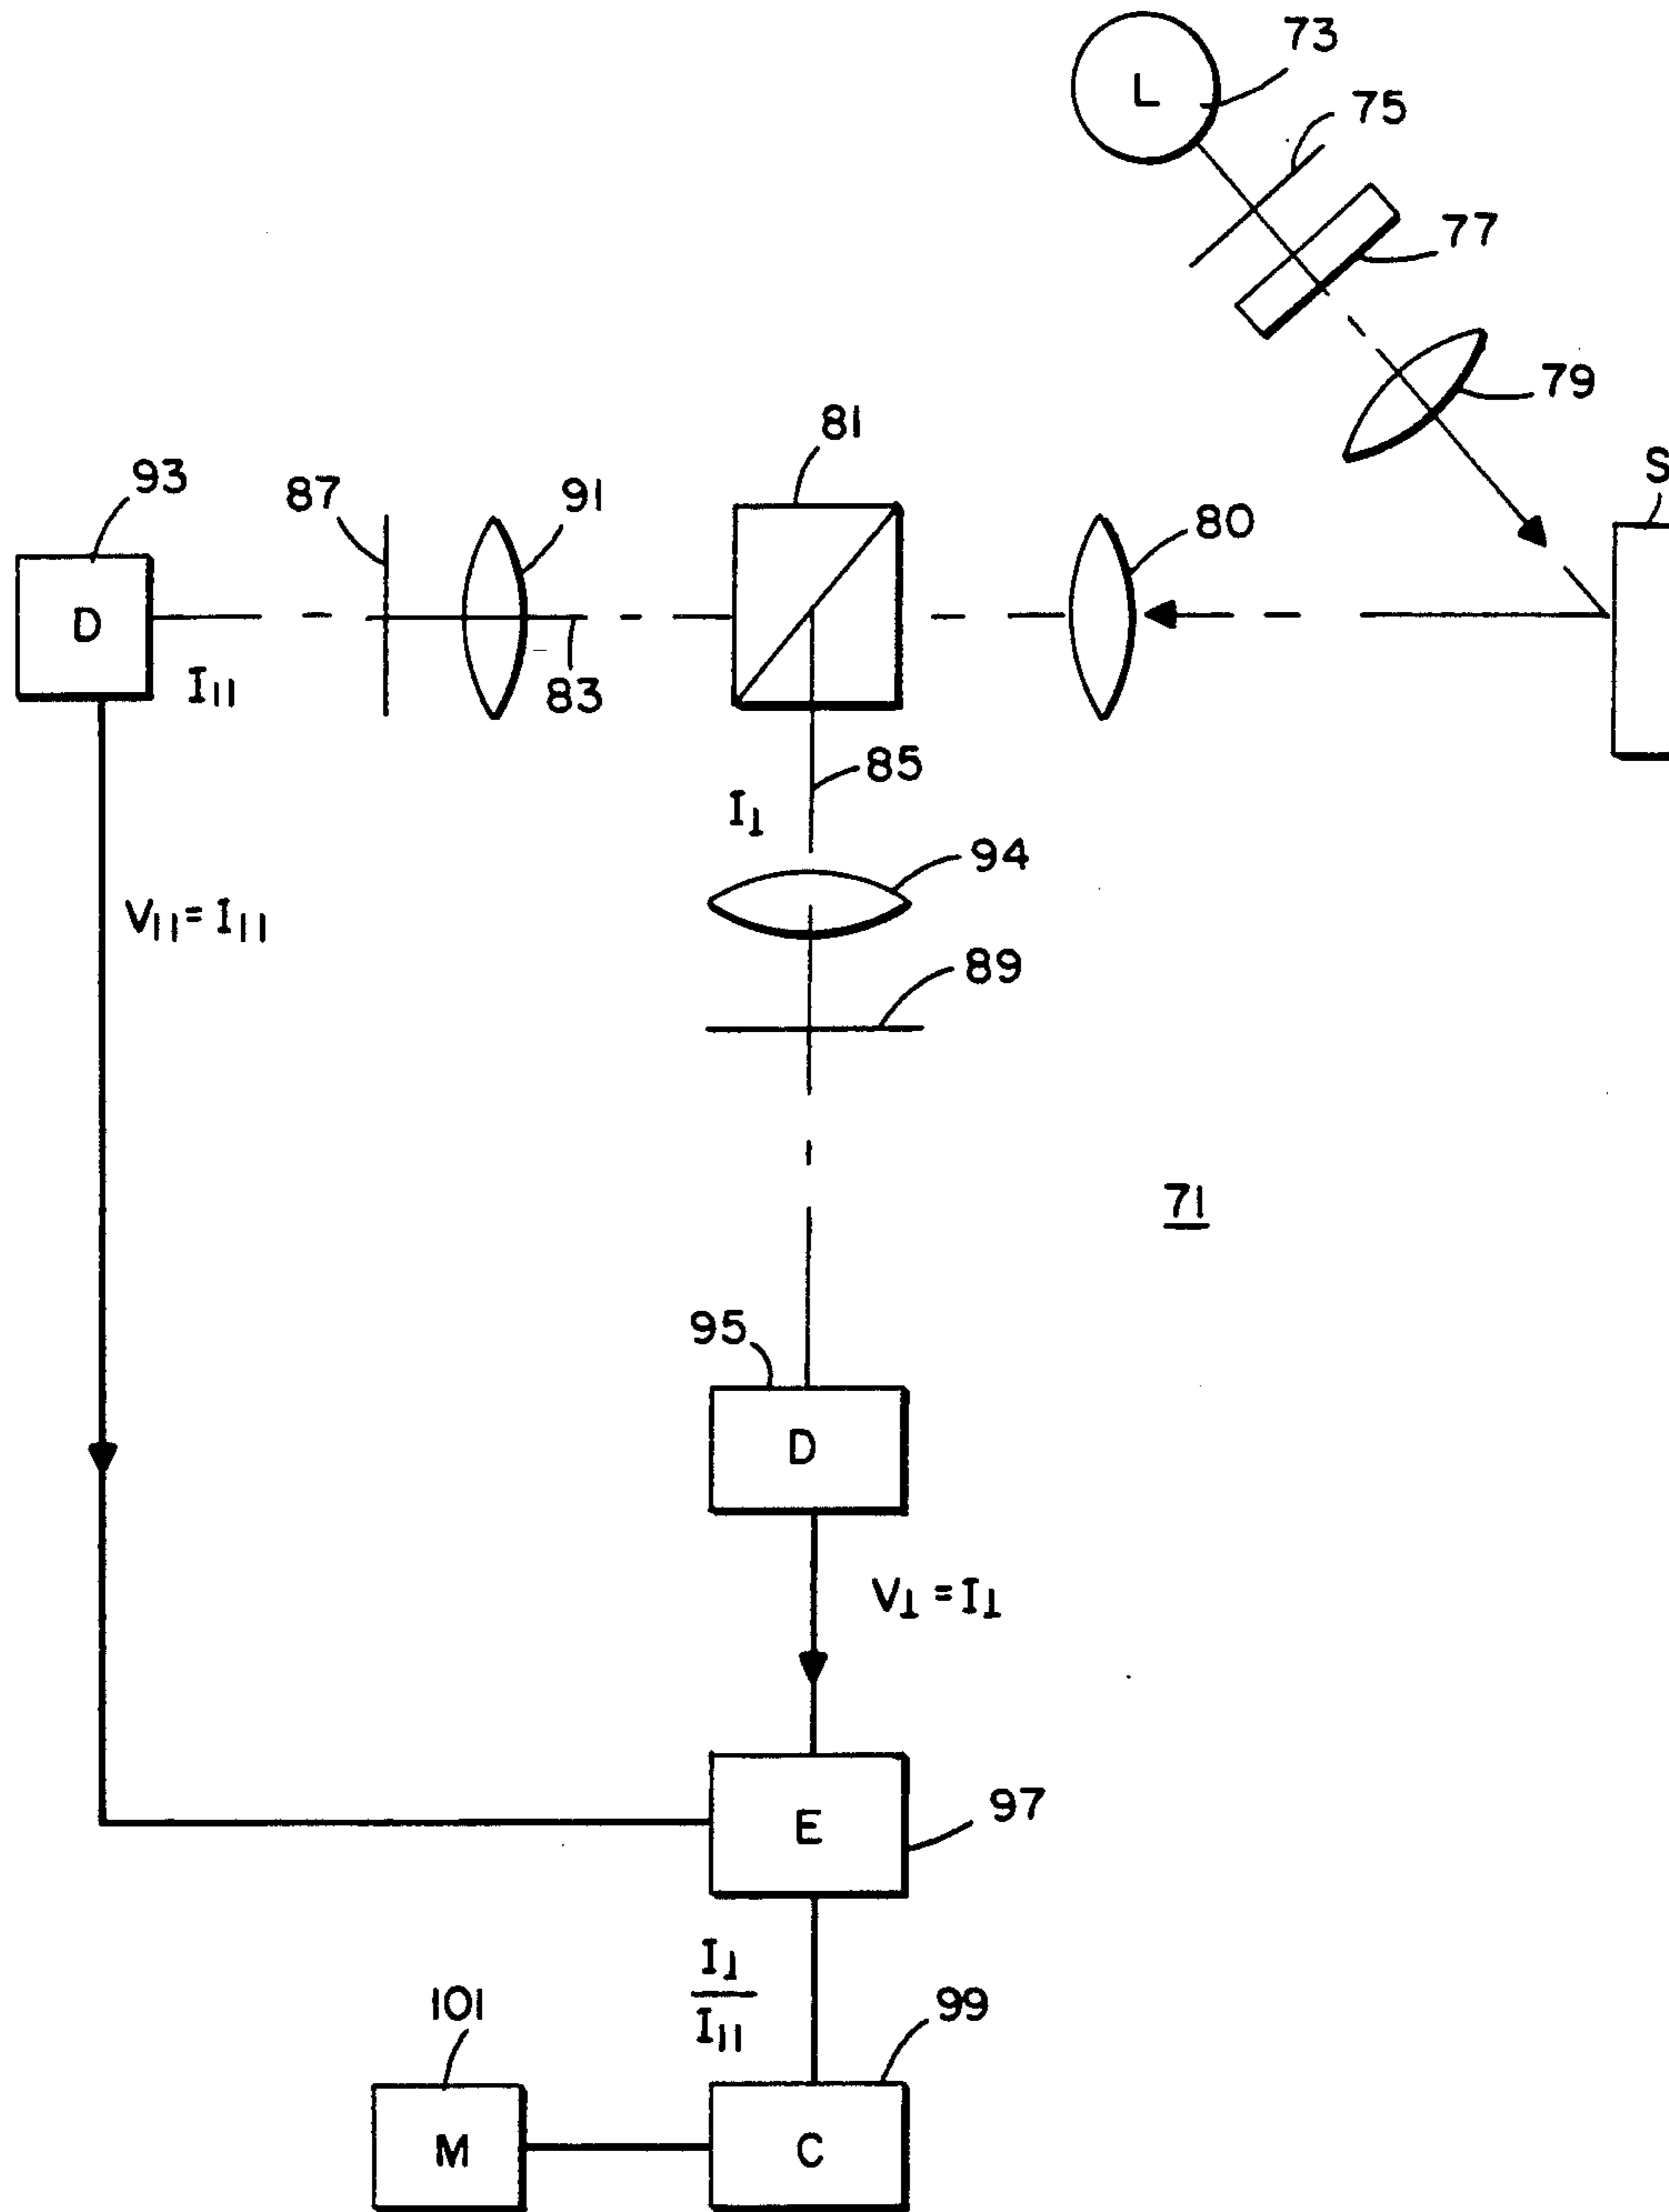 73
L
75
77
79
81
S
93
87
91
80
D
I||
83
85
I⊥
94
V|| = I||
89
71
95
D
V⊥ = I⊥
97
E
I⊥
I||
101
99
M
C